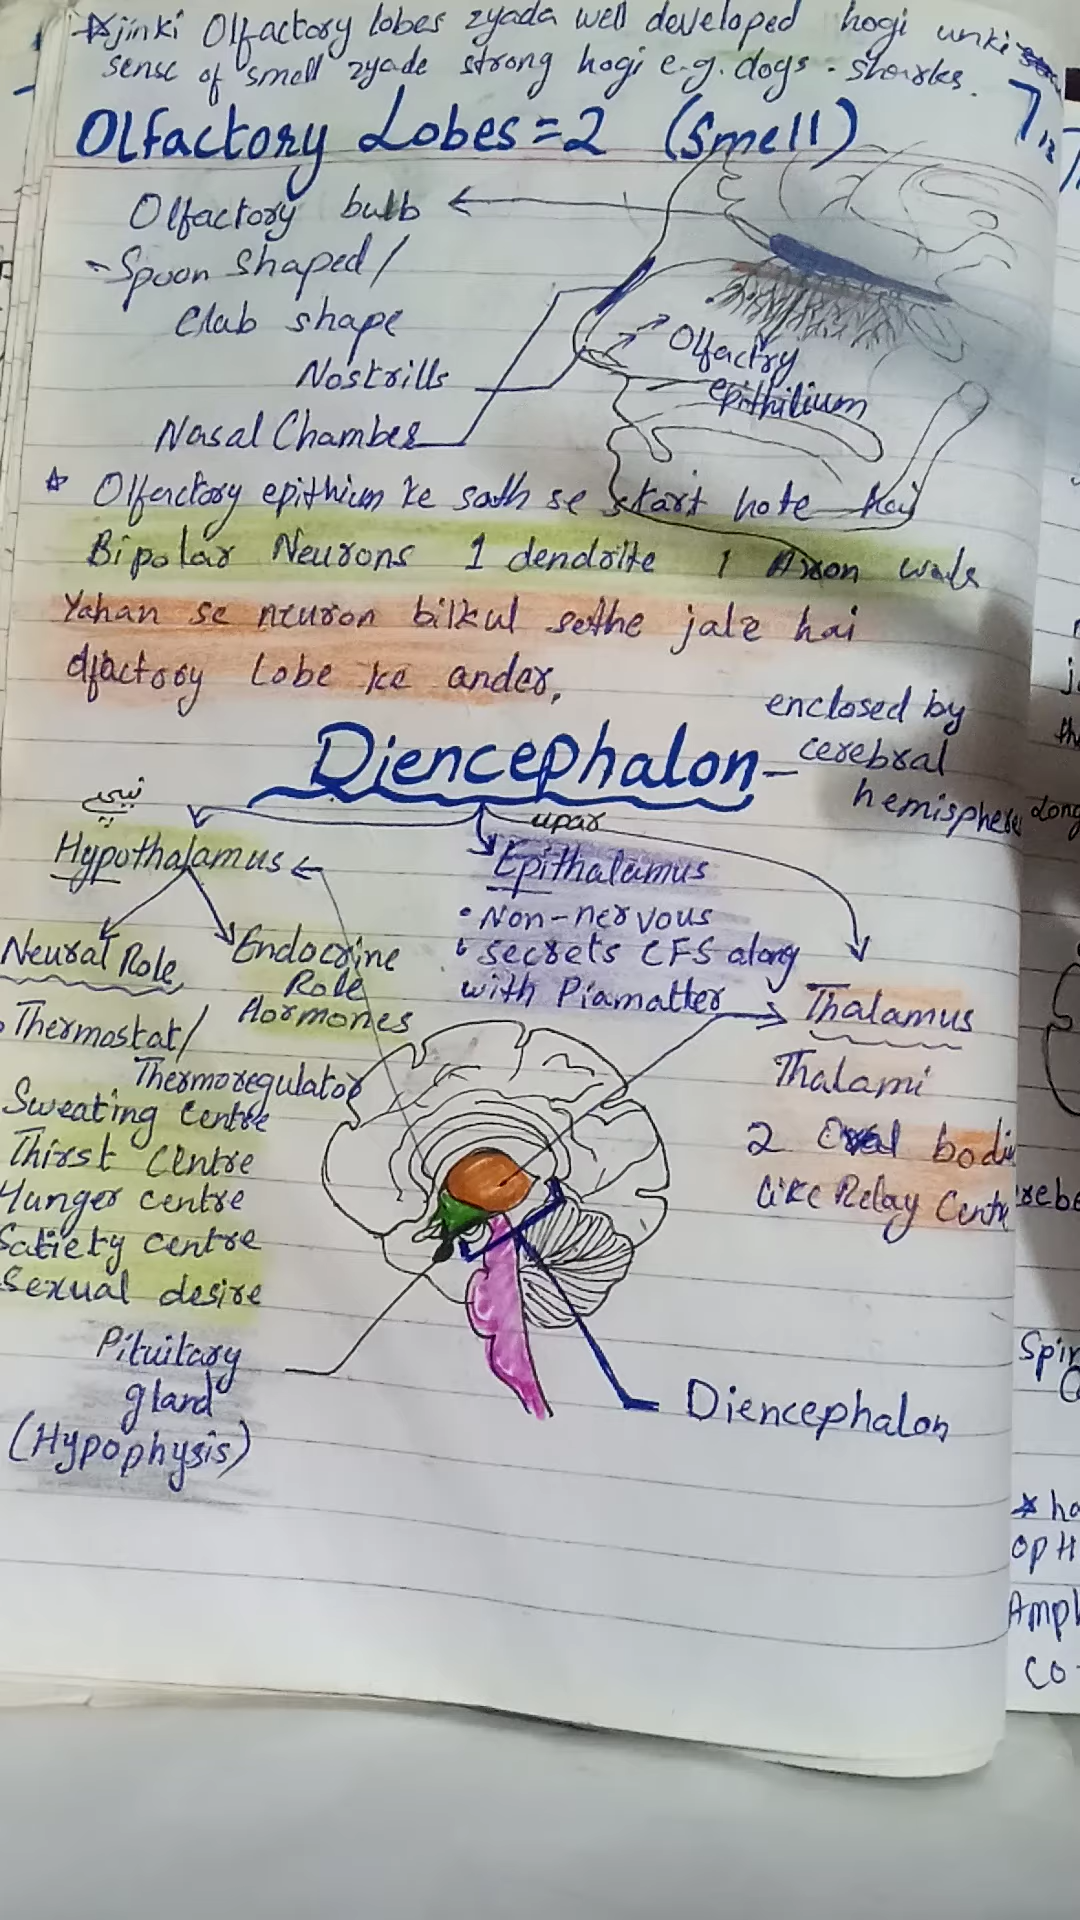 ☆ jinki Olfactory lobes zyada well developed hogi unki
sense of smell zyade strong hogi e.g. dogs. sharks.
Olfactory Lobes=2 (Smell)
Olfactory bulb
- Spoon shaped/
Clab shape
Nostrills
Nasal Chamber
Olfactry
epithilium
☆ Olferctory epithium ke sath se start hote hai
Bipolar Neurons 1 dendrite 1 Axon wale
Yahan se neuron bilkul sethe jate hai
olfactory lobe ke ander.
enclosed by
cerebral
hemisphere
Diencephalon-
نیچے
upar
Hypothalamus
Epithalamus
• Non-nervous
• secrets CFS along
with Piamatter
Neural Role
Endocrine
Role
Hormones
Thermostat/
Thermoregulator
Sweating Centre
Thirst Centre
Hunger centre
Satiety centre
Sexual desire
Thalamus
Thalami
2 Oval bodi
like Relay Centr
Pituitary
gland
(Hypophysis)
Diencephalon